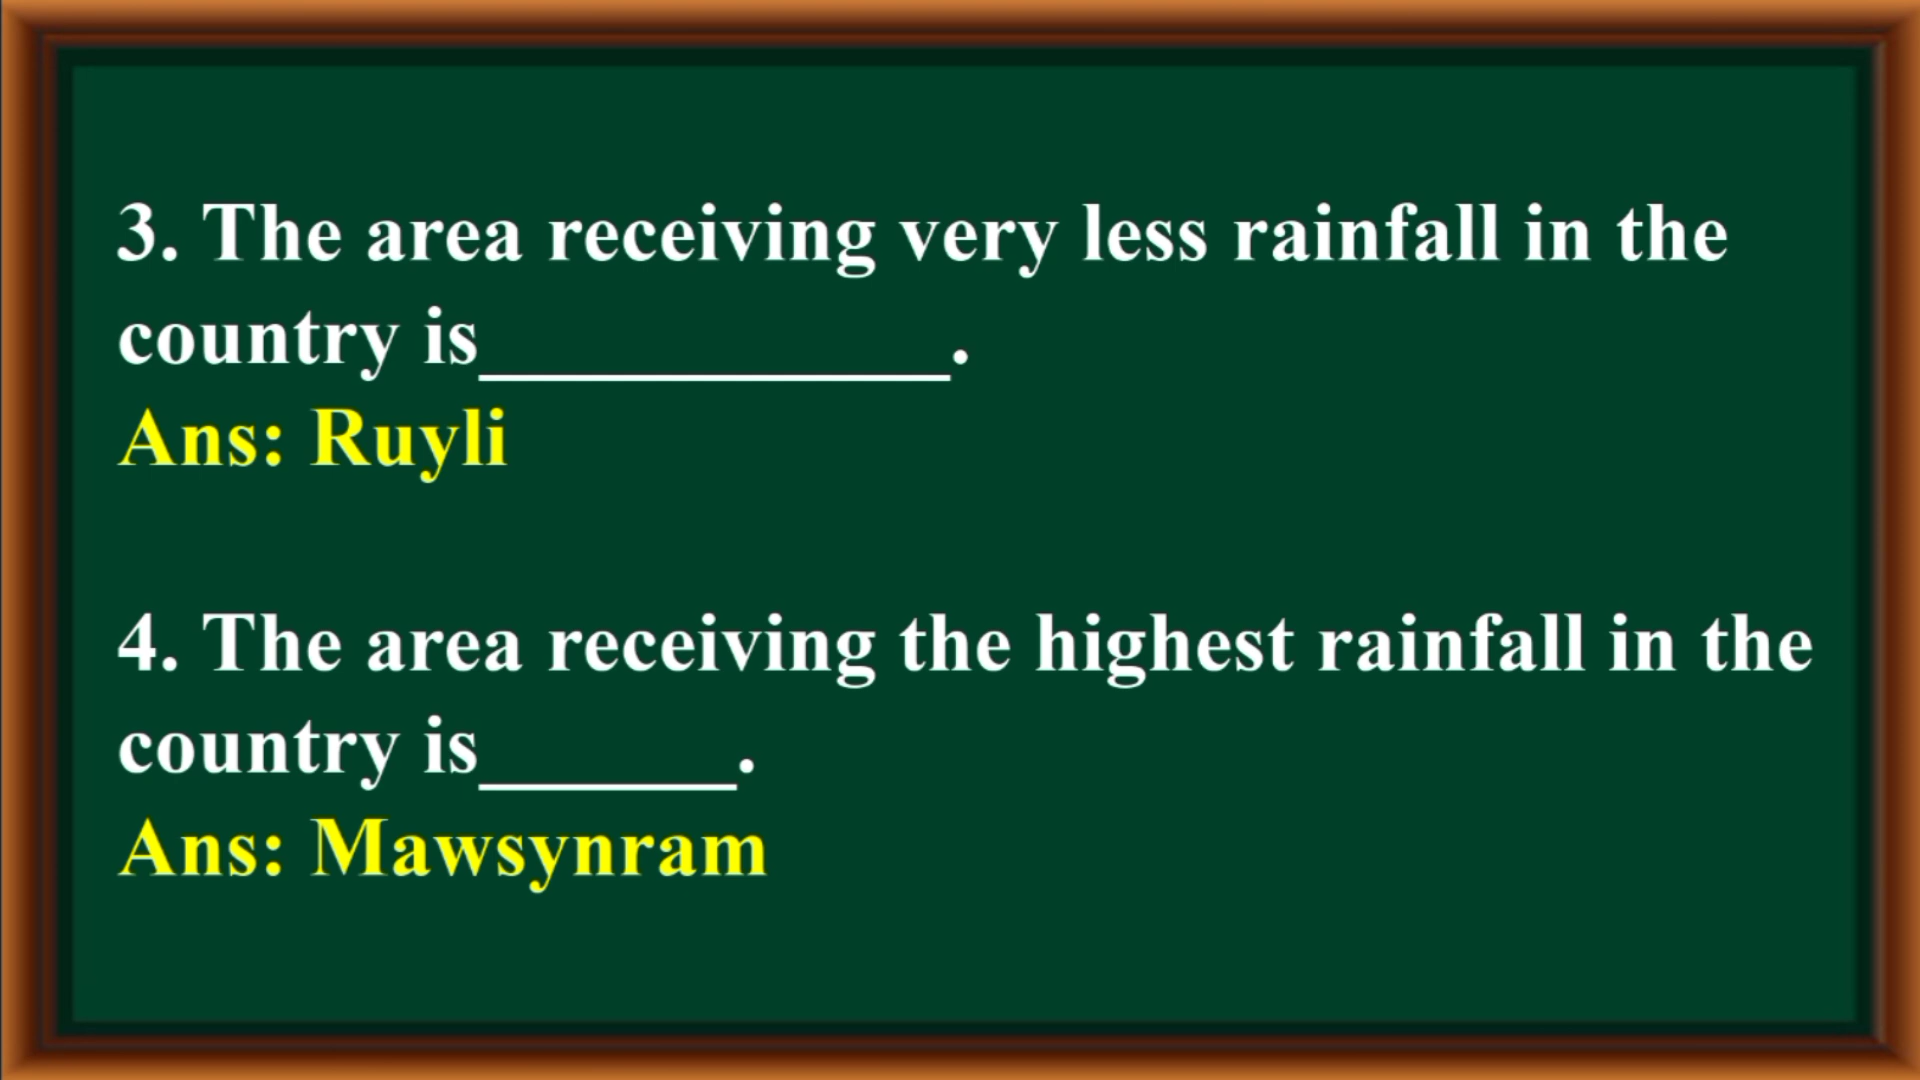 3. The area receiving very less rainfall in the
country is___________.
Ans: Ruyli
4. The area receiving the highest rainfall in the
country is______.
Ans: Mawsynram